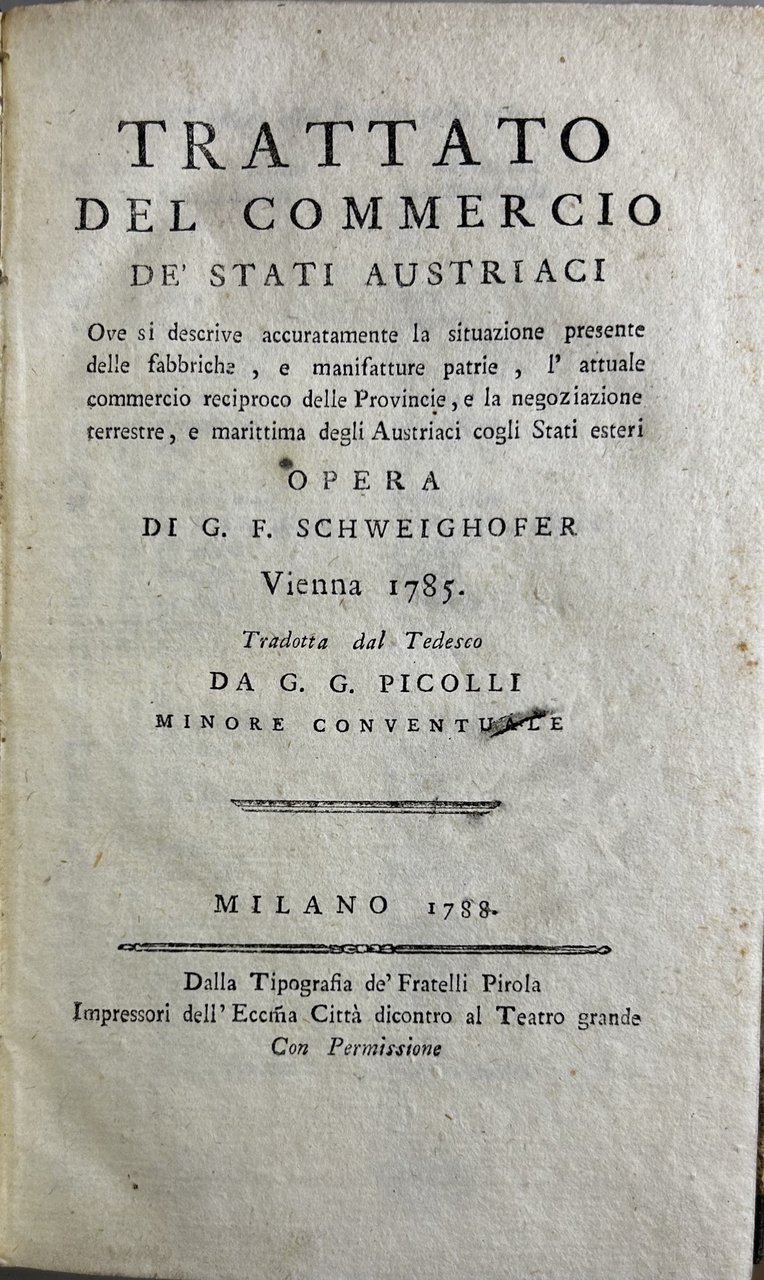 TRATTATO
DEL COMMERCIO
DE' STATI AUSTRIACI
Ove si descrive accuratamente la situazione presente
delle fabbriche, e manifatture patrie, l' attuale
commercio reciproco delle Provincie, e la negoziazione
terrestre, e marittima degli Austriaci cogli Stati esteri
OPERA
DI G. F. SCHWEIGHOFER
Vienna 1785.
Tradotta dal Tedesco
DA G. G. PICOLLI
MINORE CONVENTUALE
MILANO 1788.
Dalla Tipografia de' Fratelli Pirola
Impressori dell' Eccm̃a Città dicontro al Teatro grande
Con Permissione